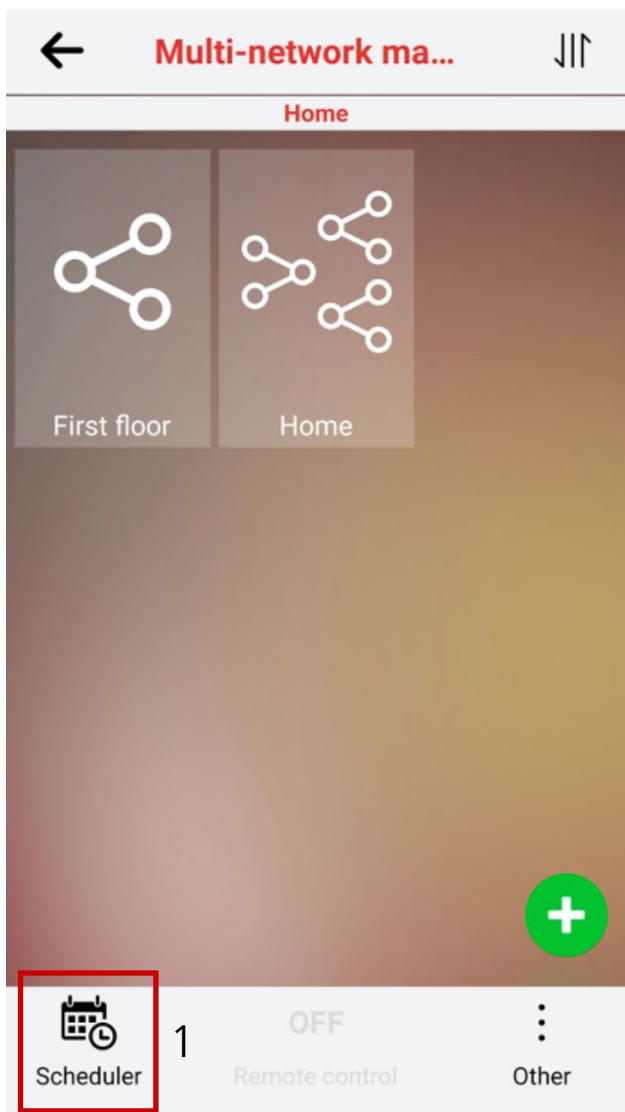 Multi-network ma...
Home
First floor
Home
1
OFF
Scheduler
Remote control
Other